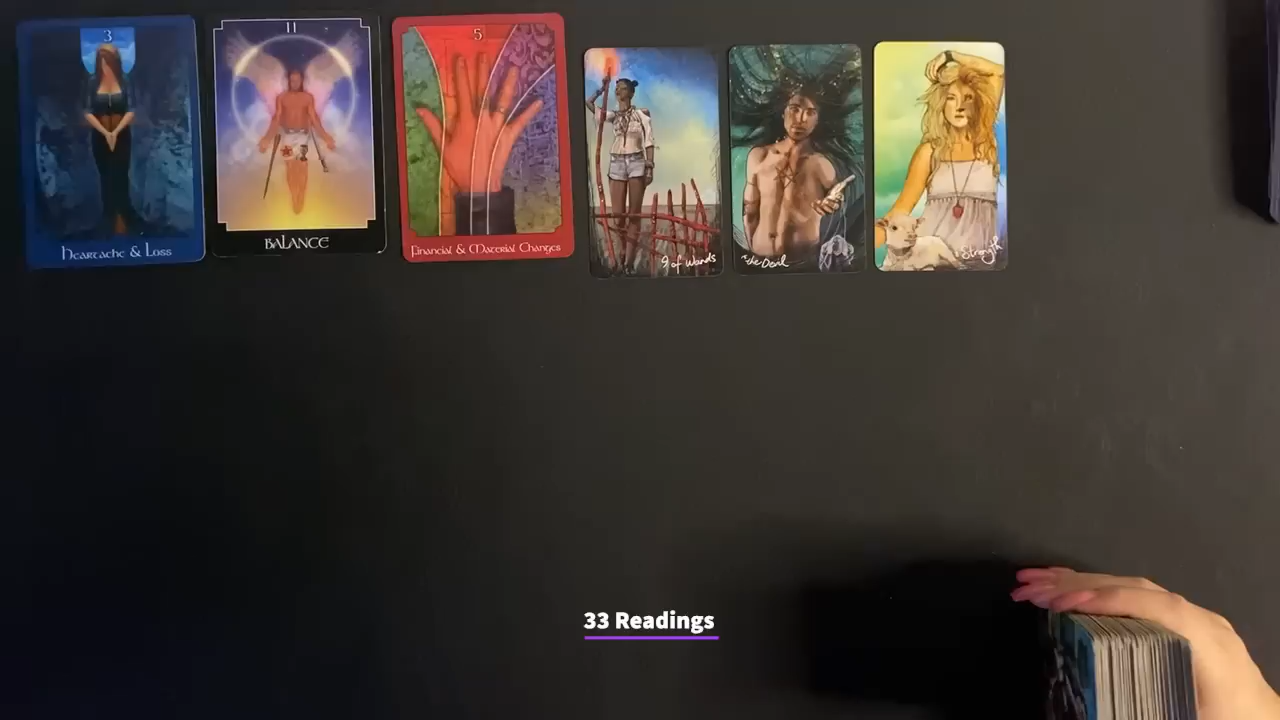 3
Heartache & Loss
11
BALANCE
5
Financial & Material Changes
9 of Wands
the Devil
Strength
33 Readings